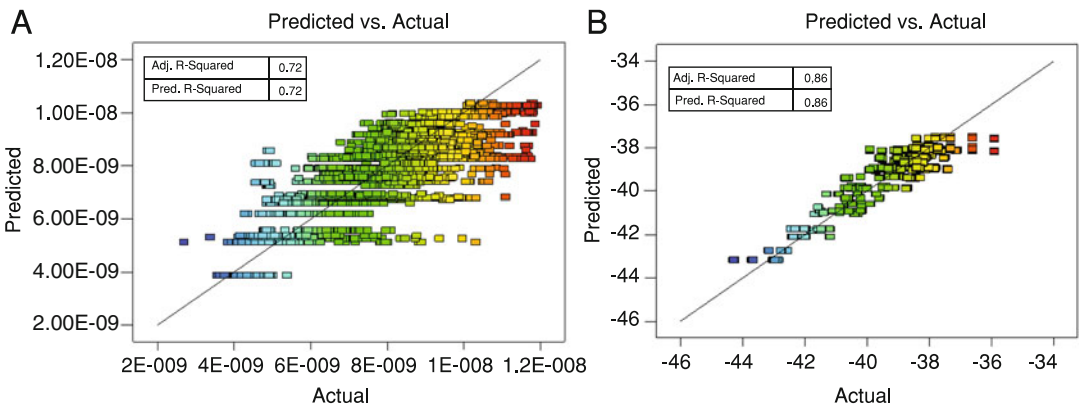 A
Predicted vs. Actual
Adj. R-Squared 0.72
Pred. R-Squared 0.72
1.20E-08
1.00E-08
8.00E-09
6.00E-09
4.00E-09
2.00E-09
Predicted
2E-009 4E-009 6E-009 8E-009 1E-008 1.2E-008
Actual
B
Predicted vs. Actual
Adj. R-Squared 0,86
Pred. R-Squared 0.86
-34
-36
-38
-40
-42
-44
-46
Predicted
-46 -44 -42 -40 -38 -36 -34
Actual